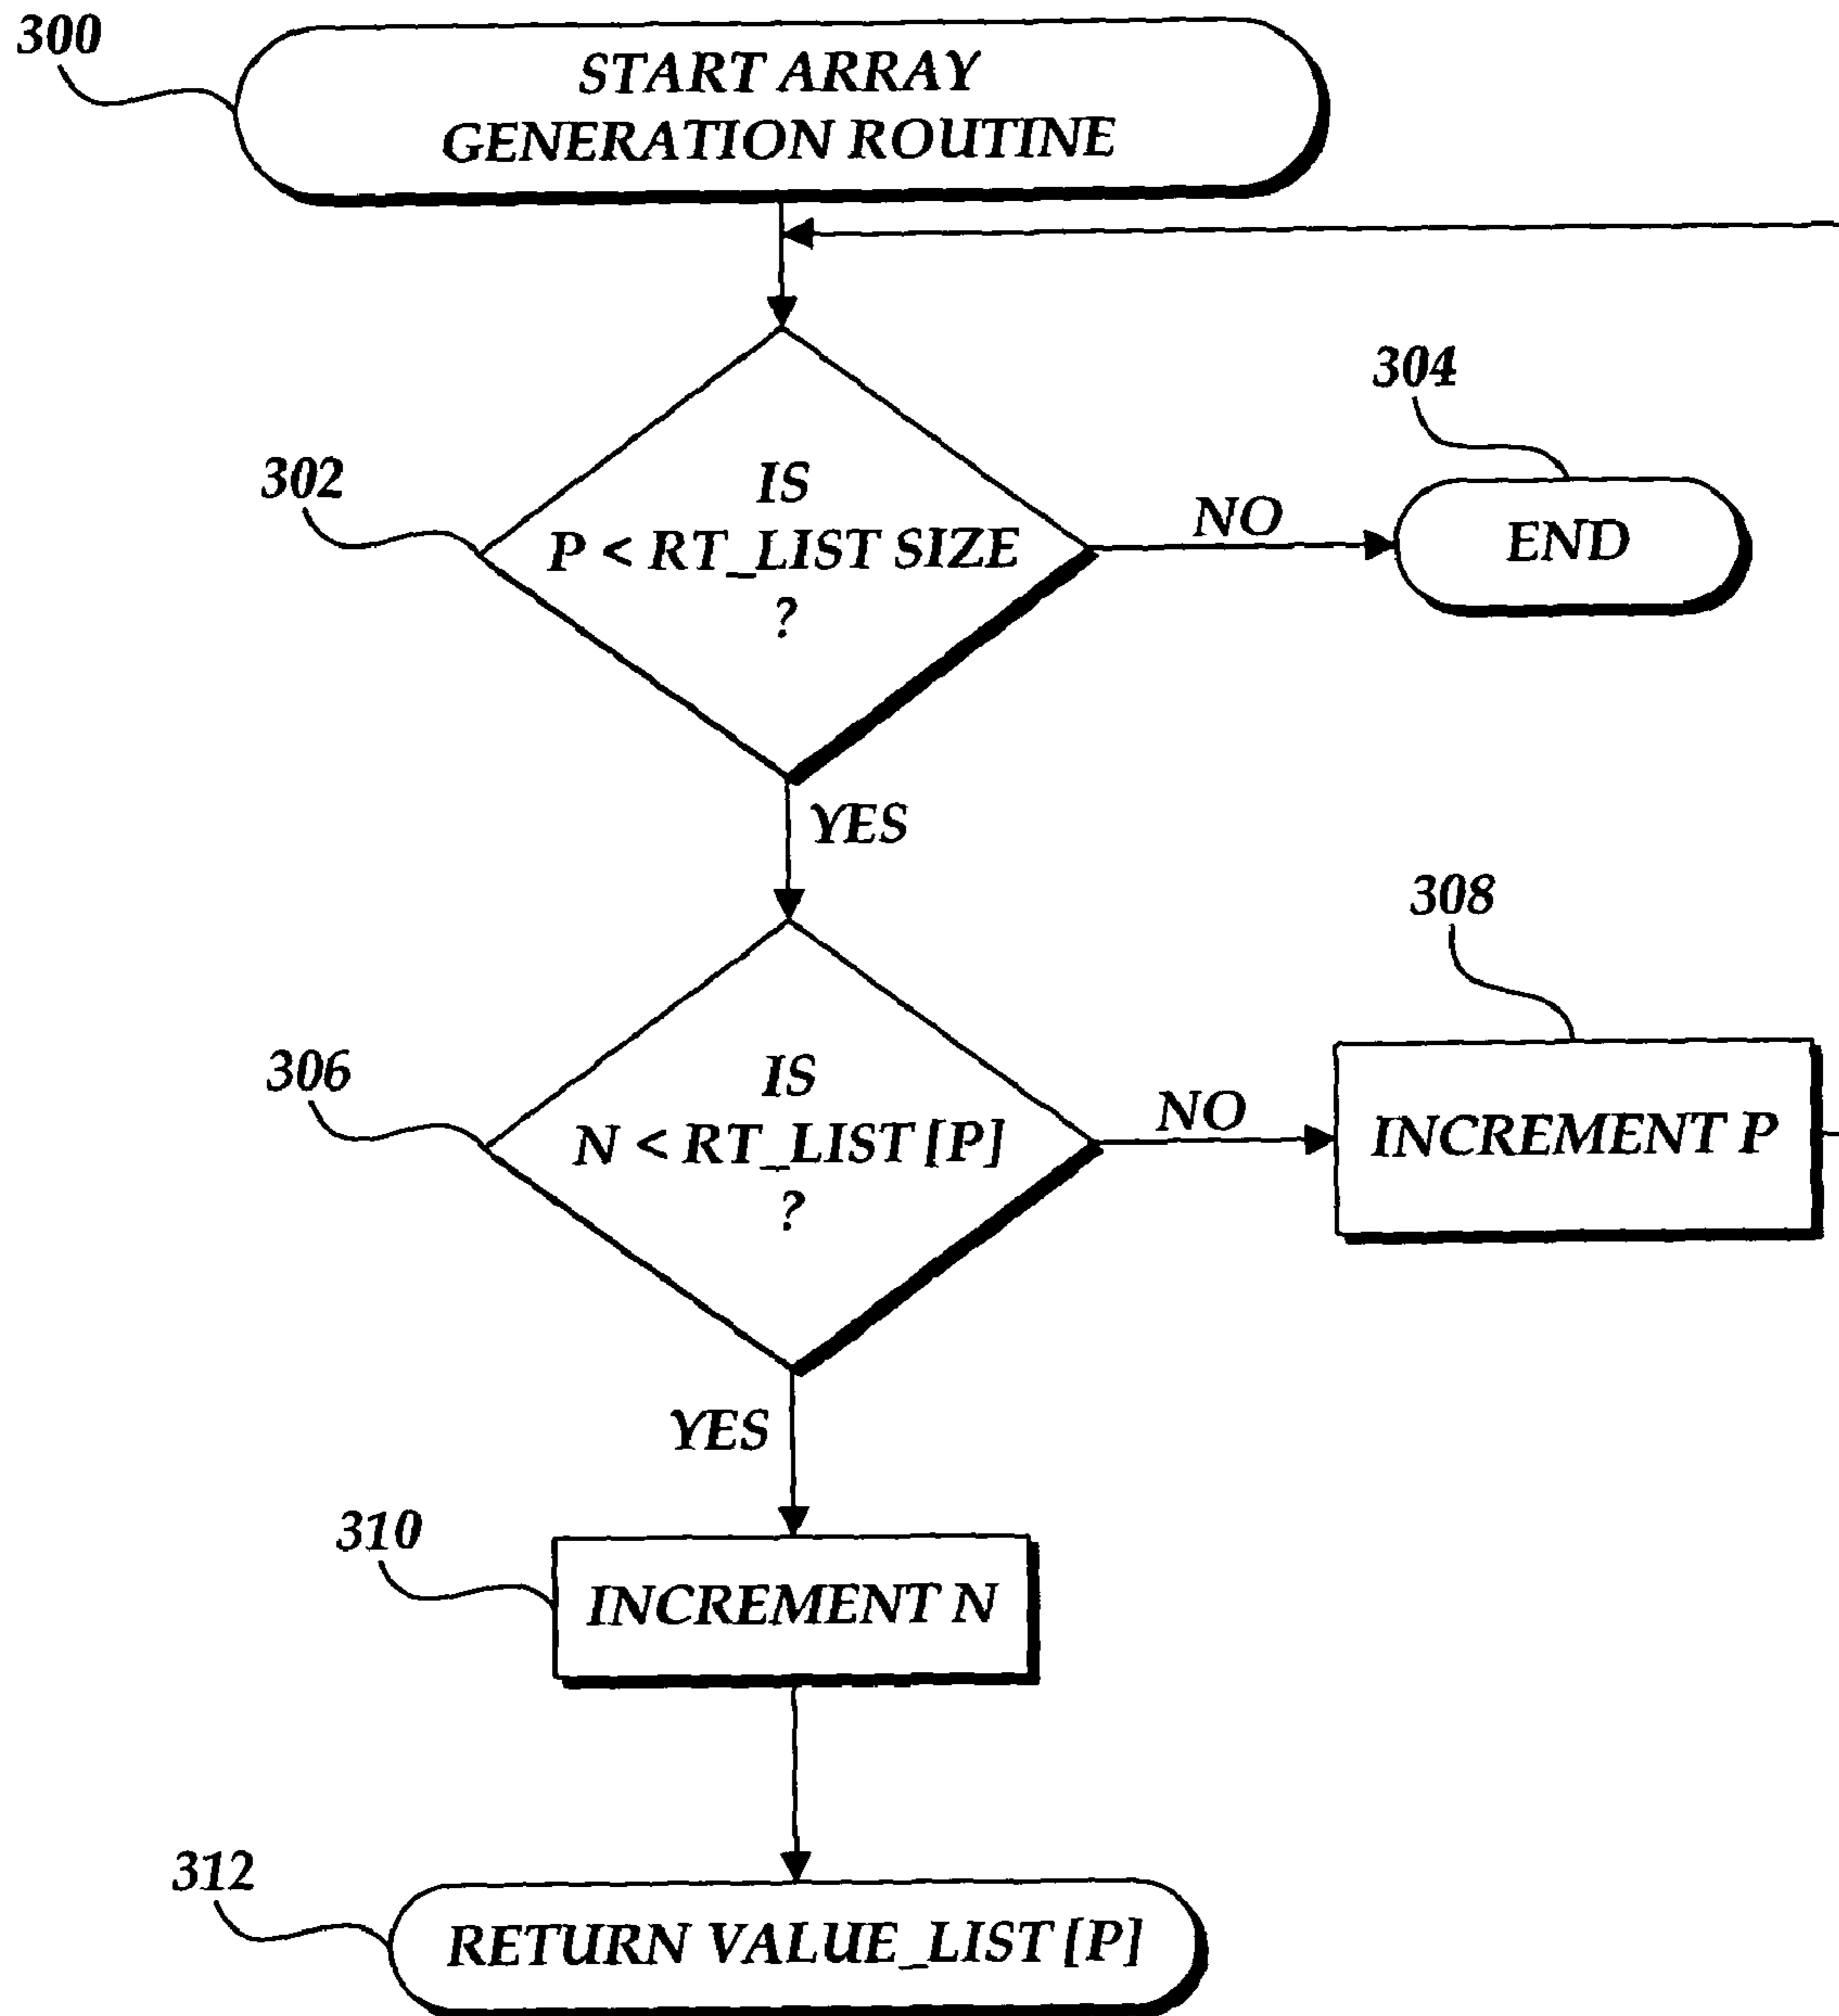 300
START ARRAY
GENERATION ROUTINE
302
IS
P < RT_LIST SIZE
?
NO
304
END
YES
306
IS
N < RT_LIST [P]
?
NO
308
INCREMENT P
YES
310
INCREMENT N
312
RETURN VALUE_LIST [P]